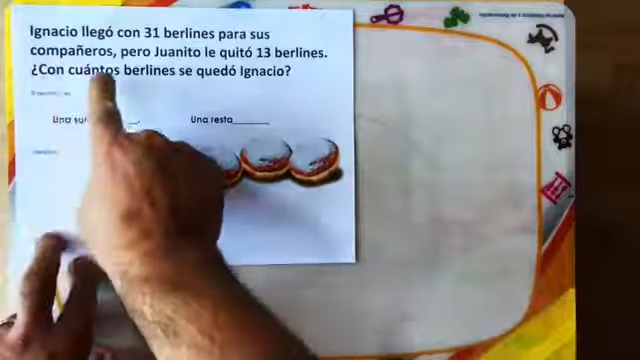 Ignacio llegó con 31 berlines para sus
compañeros, pero Juanito le quitó 13 berlines.
¿Con cuántos berlines se quedó Ignacio?
Una resta________